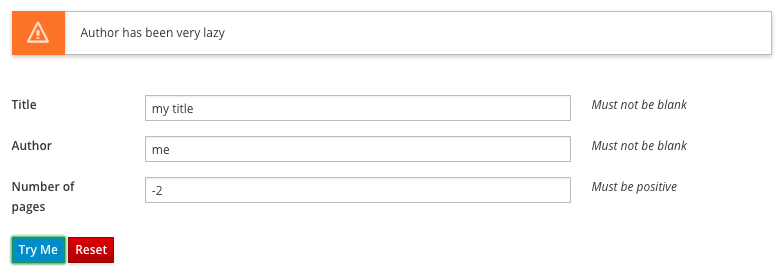 Author has been very lazy
Title my title Must not be blank
Author me Must not be blank
Number of pages -2 Must be positive
Try Me Reset